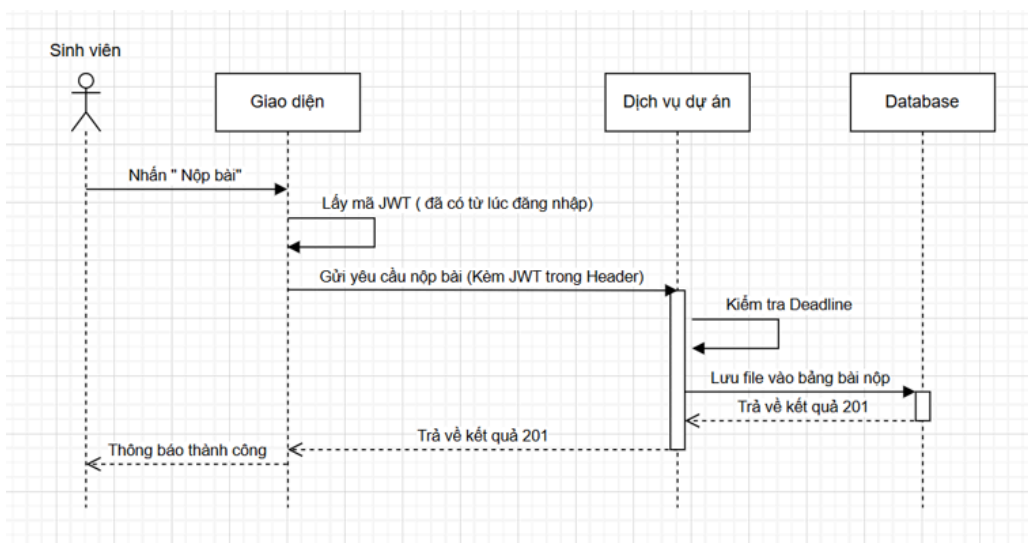 Sinh viên
Giao diện
Dịch vụ dự án
Database
Nhấn " Nộp bài"
Lấy mã JWT ( đã có từ lúc đăng nhập)
Gửi yêu cầu nộp bài (Kèm JWT trong Header)
Kiểm tra Deadline
Lưu file vào bảng bài nộp
Trả về kết quả 201
Trả về kết quả 201
Thông báo thành công